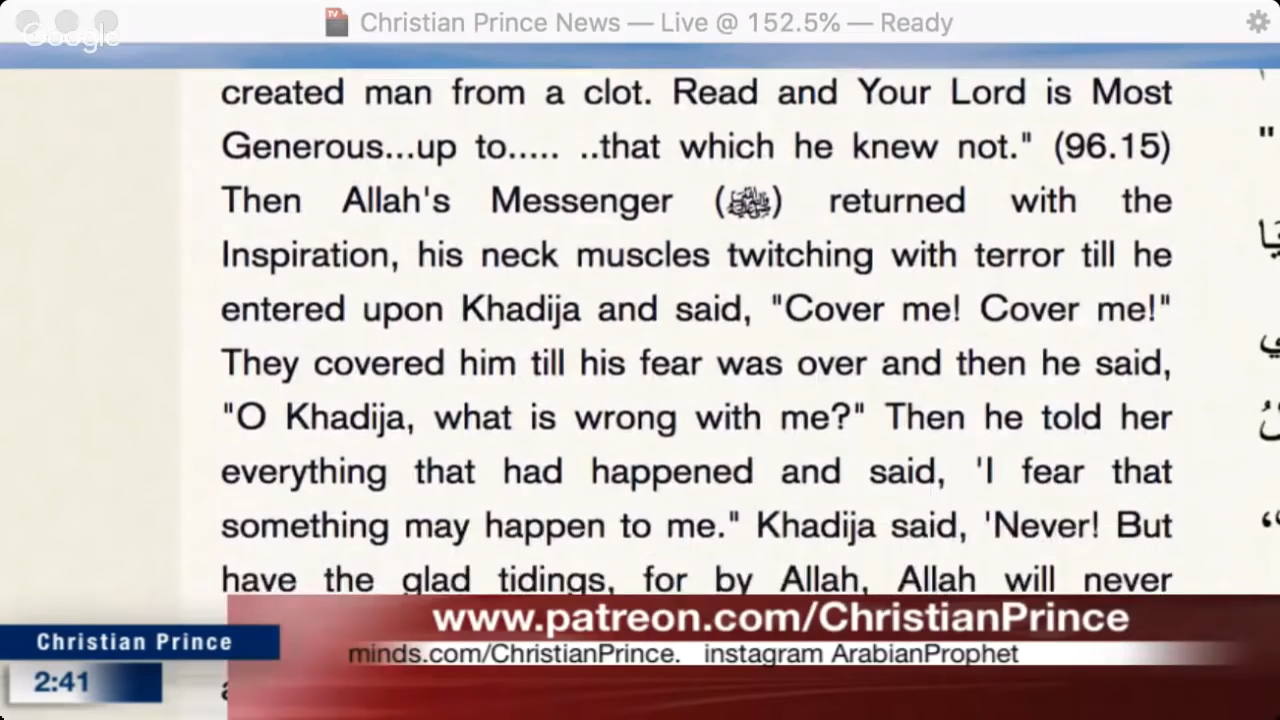 Christian Prince News — Live @ 152.5% — Ready
Google
created man from a clot. Read and Your Lord is Most
Generous...up to..... ..that which he knew not." (96.15)
Then Allah's Messenger (ﷺ) returned with the
Inspiration, his neck muscles twitching with terror till he
entered upon Khadija and said, "Cover me! Cover me!"
They covered him till his fear was over and then he said,
"O Khadija, what is wrong with me?" Then he told her
everything that had happened and said, 'I fear that
something may happen to me." Khadija said, 'Never! But
have the glad tidings, for by Allah, Allah will never
www.patreon.com/ChristianPrince
Christian Prince
minds.com/ChristianPrince. instagram ArabianProphet
2:41